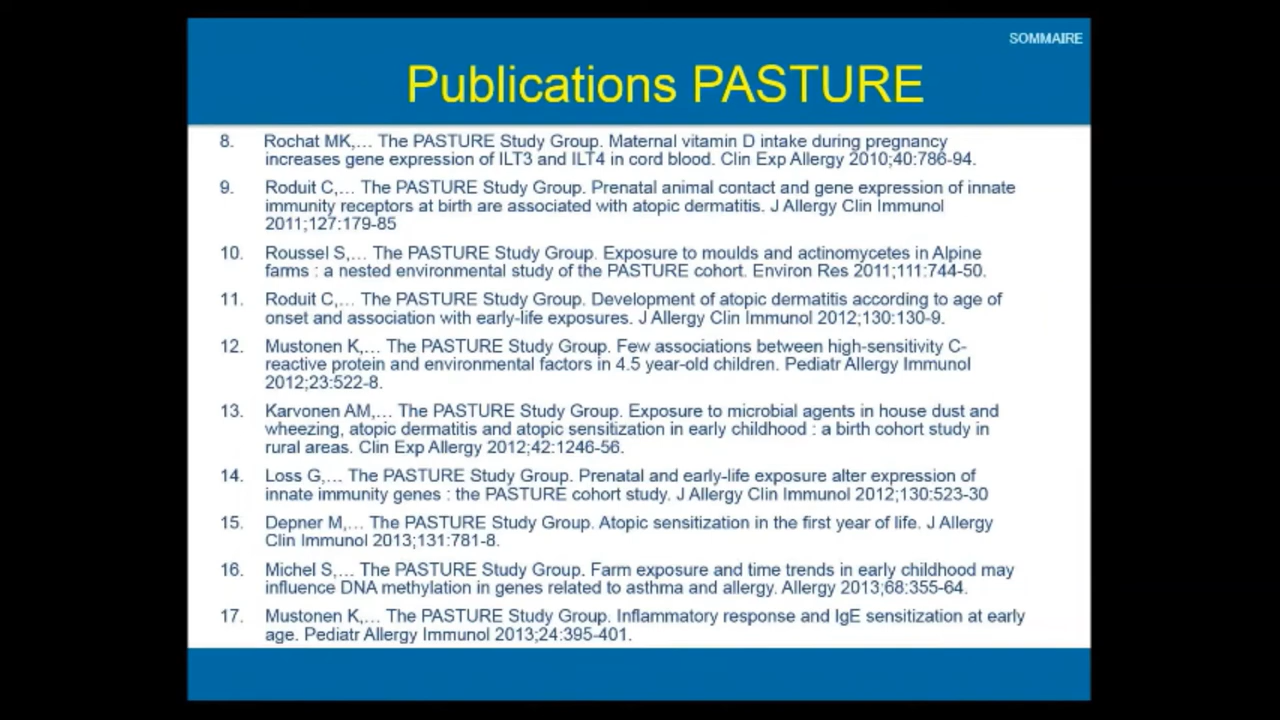 SOMMAIRE
Publications PASTURE
8. Rochat MK,... The PASTURE Study Group. Maternal vitamin D intake during pregnancy
increases gene expression of ILT3 and ILT4 in cord blood. Clin Exp Allergy 2010;40:786-94.
9. Roduit C,... The PASTURE Study Group. Prenatal animal contact and gene expression of innate
immunity receptors at birth are associated with atopic dermatitis. J Allergy Clin Immunol
2011;127:179-85
10. Roussel S,... The PASTURE Study Group. Exposure to moulds and actinomycetes in Alpine
farms : a nested environmental study of the PASTURE cohort. Environ Res 2011;111:744-50.
11. Roduit C,... The PASTURE Study Group. Development of atopic dermatitis according to age of
onset and association with early-life exposures. J Allergy Clin Immunol 2012;130:130-9.
12. Mustonen K,... The PASTURE Study Group. Few associations between high-sensitivity C-
reactive protein and environmental factors in 4.5 year-old children. Pediatr Allergy Immunol
2012;23:522-8.
13. Karvonen AM,... The PASTURE Study Group. Exposure to microbial agents in house dust and
wheezing, atopic dermatitis and atopic sensitization in early childhood : a birth cohort study in
rural areas. Clin Exp Allergy 2012;42:1246-56.
14. Loss G,... The PASTURE Study Group. Prenatal and early-life exposure alter expression of
innate immunity genes : the PASTURE cohort study. J Allergy Clin Immunol 2012;130:523-30
15. Depner M,... The PASTURE Study Group. Atopic sensitization in the first year of life. J Allergy
Clin Immunol 2013;131:781-8.
16. Michel S,... The PASTURE Study Group. Farm exposure and time trends in early childhood may
influence DNA methylation in genes related to asthma and allergy. Allergy 2013;68:355-64.
17. Mustonen K,... The PASTURE Study Group. Inflammatory response and IgE sensitization at early
age. Pediatr Allergy Immunol 2013;24:395-401.